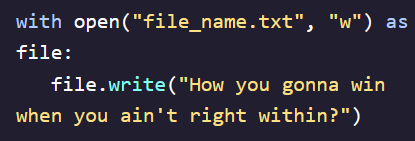 with open("file_name.txt", "w") as
file:
   file.write("How you gonna win
when you ain't right within?")